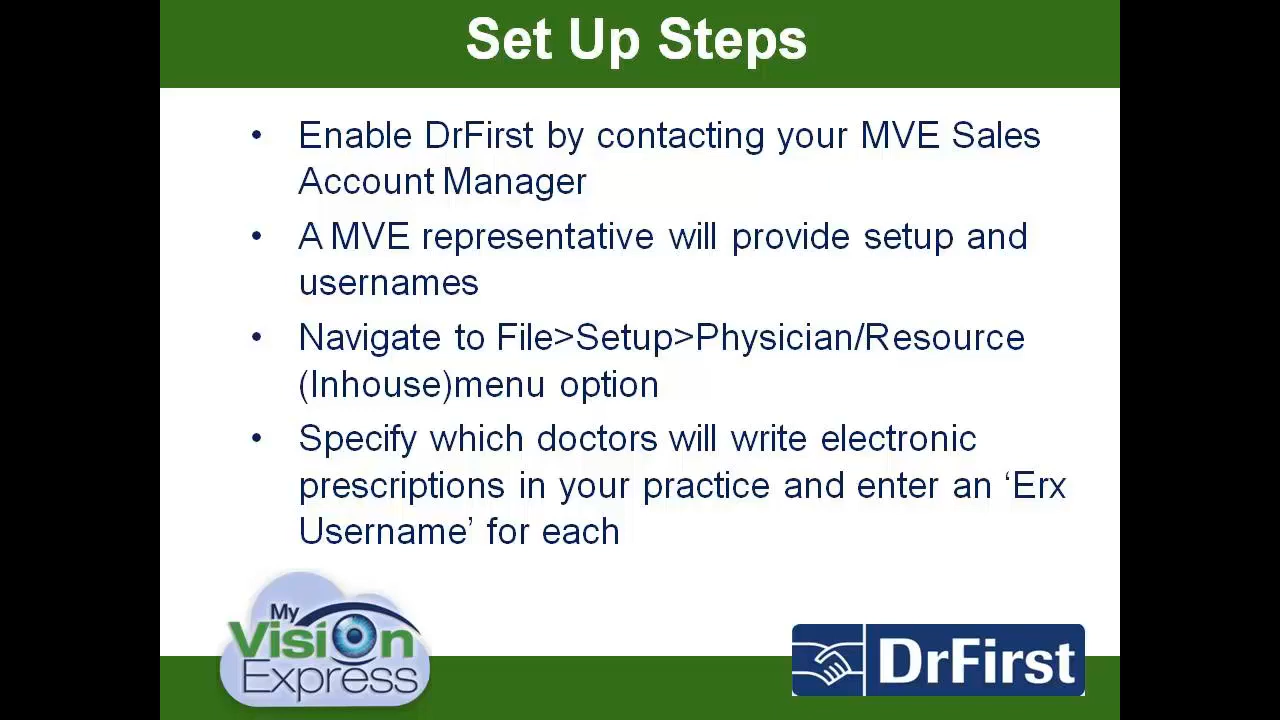 Set Up Steps
• Enable DrFirst by contacting your MVE Sales
Account Manager
• A MVE representative will provide setup and
usernames
• Navigate to File>Setup>Physician/Resource
(Inhouse)menu option
• Specify which doctors will write electronic
prescriptions in your practice and enter an ‘Erx
Username’ for each
My
Vision
Express
DrFirst